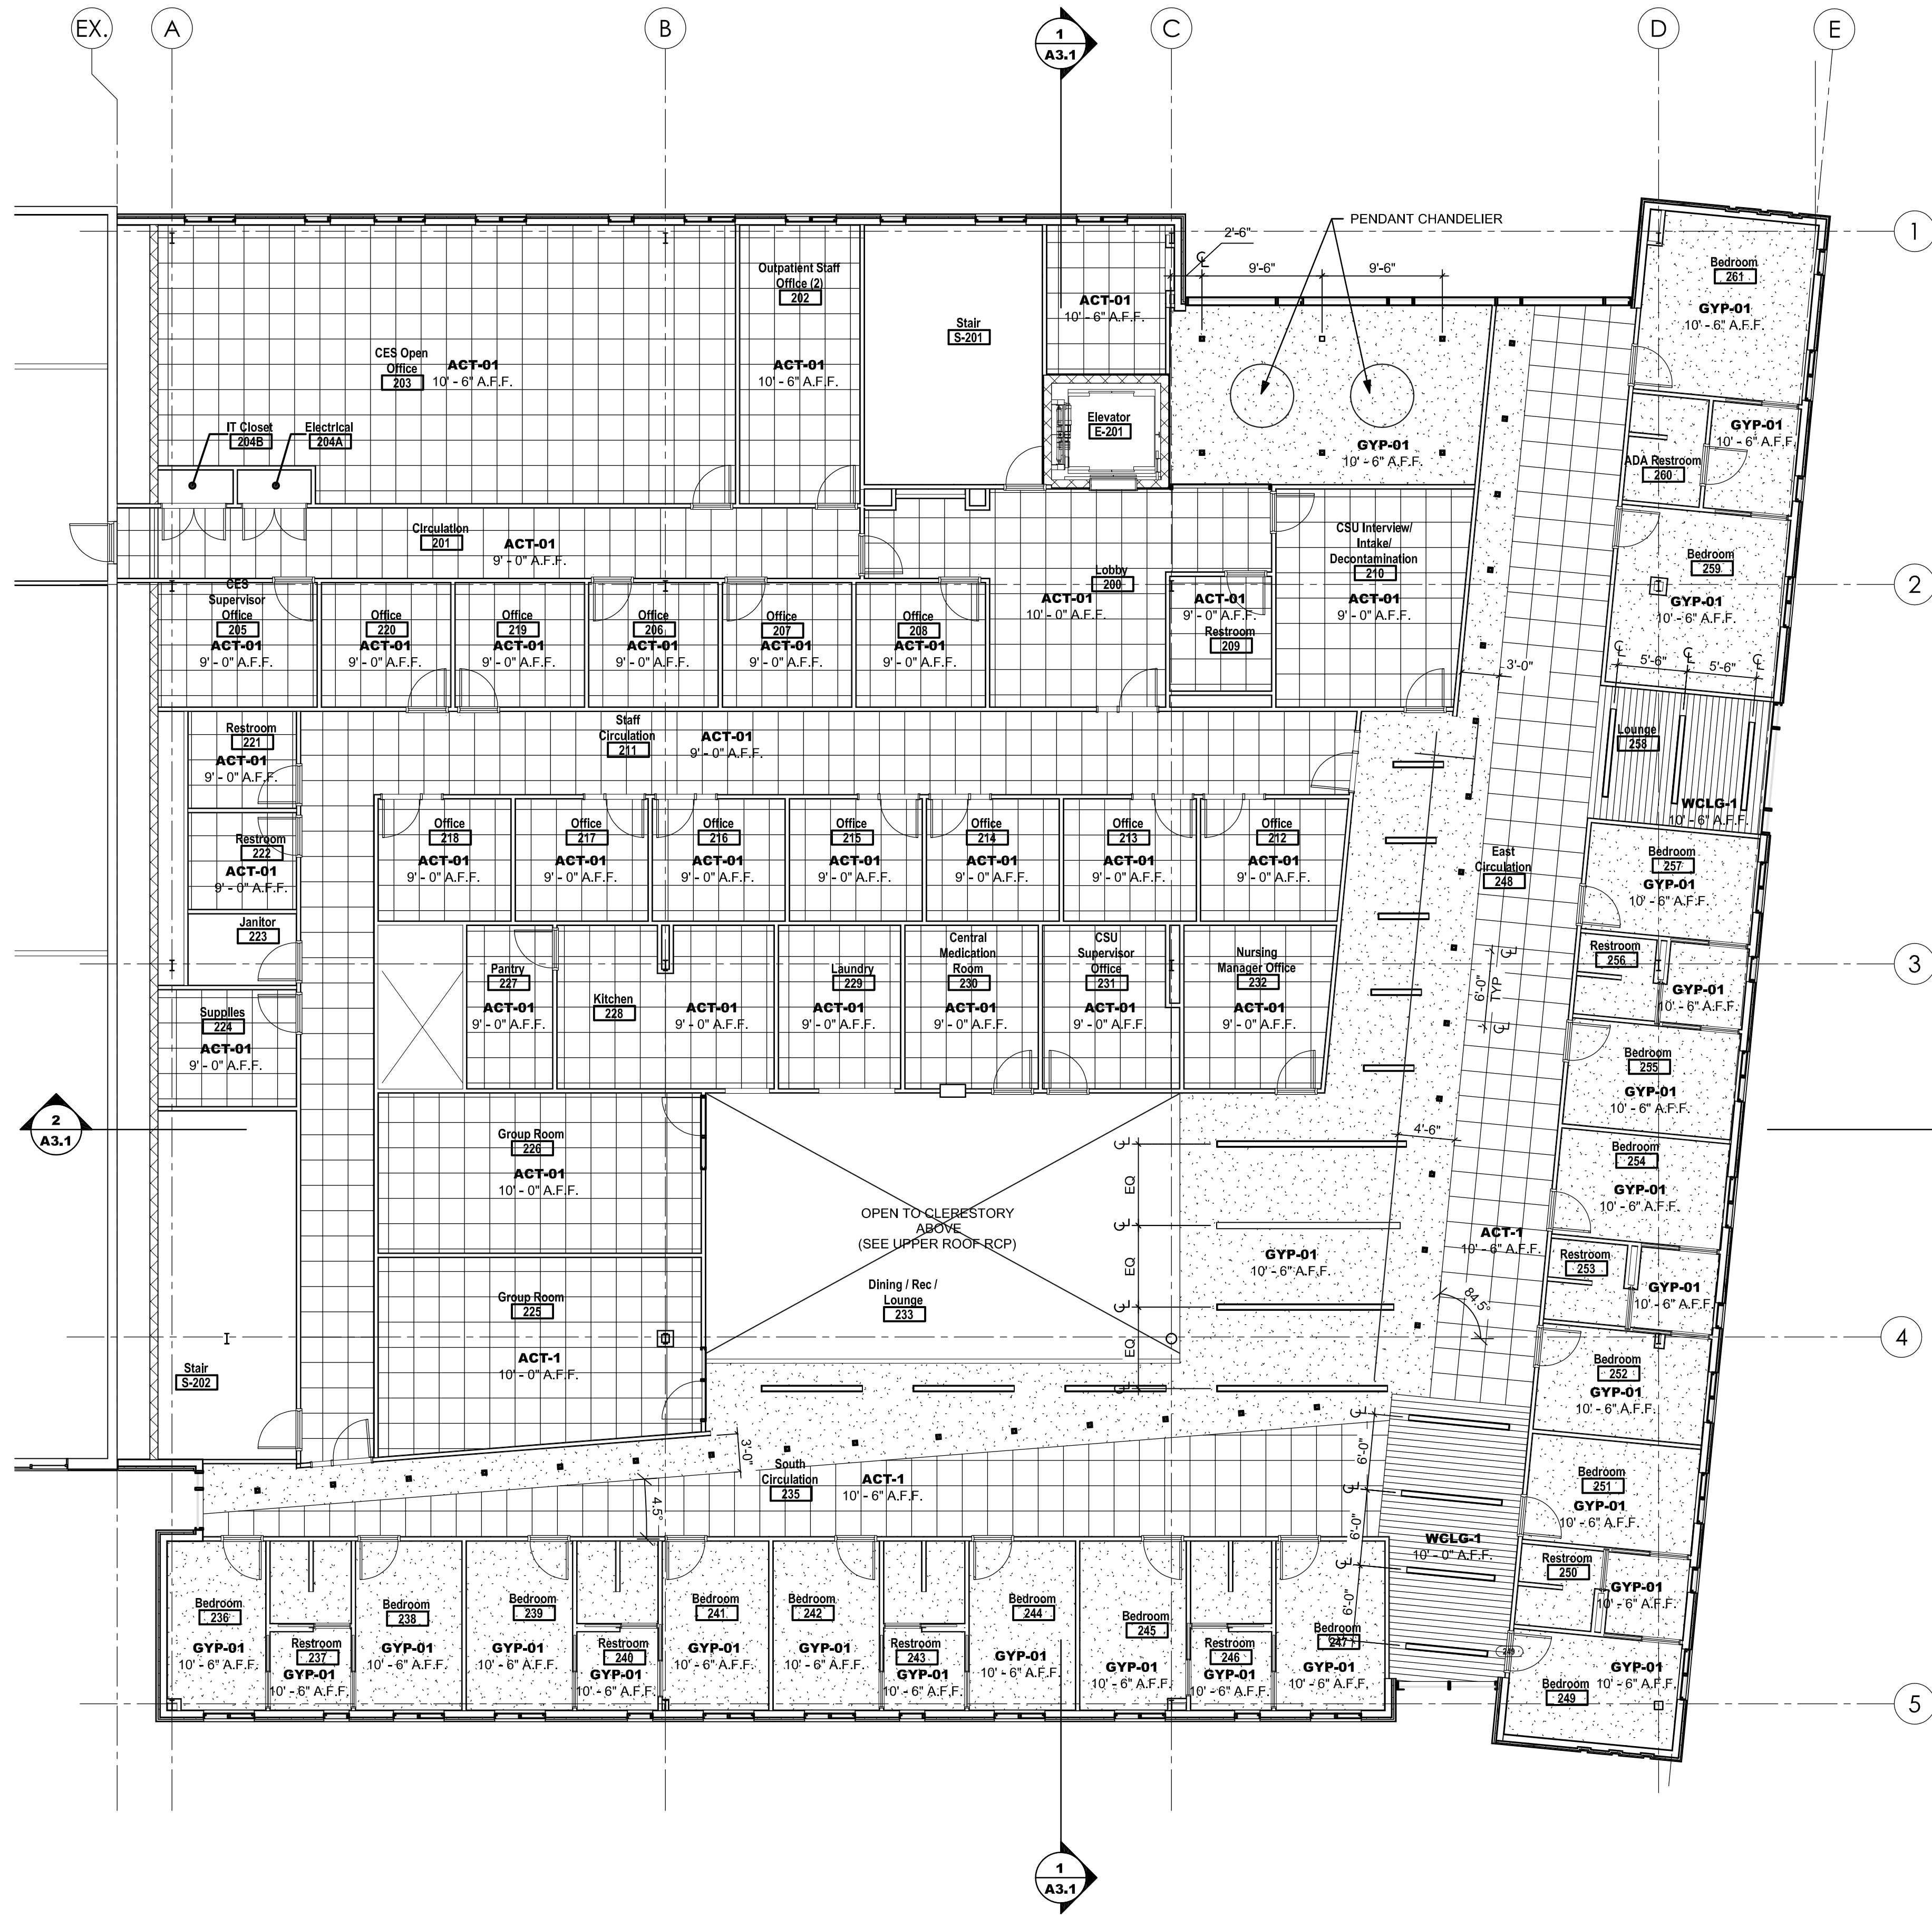 EX.
A
B
C
D
E
1
A3.1
1
2
3
4
5
PENDANT CHANDELIER
2'-6"
9'-6"
9'-6"
Outpatient Staff
Office (2)
202
ACT-01
10' - 6" A.F.F.
CES Open
Office
203
ACT-01
10' - 6" A.F.F.
Stair
S-201
ACT-01
10' - 6" A.F.F.
Elevator
E-201
GYP-01
10' - 6" A.F.F.
Bedroom
261
GYP-01
10' - 6" A.F.F.
GYP-01
10' - 6" A.F.F.
ADA Restroom
260
IT Closet
204B
Electrical
204A
Circulation
201
ACT-01
9' - 0" A.F.F.
CSU Interview/
Intake/
Decontamination
210
ACT-01
9' - 0" A.F.F.
Bedroom
259
GYP-01
10' - 6" A.F.F.
CES
Supervisor
Office
205
ACT-01
9' - 0" A.F.F.
Office
220
ACT-01
9' - 0" A.F.F.
Office
219
ACT-01
9' - 0" A.F.F.
Office
206
ACT-01
9' - 0" A.F.F.
Office
207
ACT-01
9' - 0" A.F.F.
Office
208
ACT-01
9' - 0" A.F.F.
Lobby
200
ACT-01
10' - 0" A.F.F.
ACT-01
9' - 0" A.F.F.
Restroom
209
3'-0"
5'-6"
5'-6"
Restroom
221
ACT-01
9' - 0" A.F.F.
Staff
Circulation
211
ACT-01
9' - 0" A.F.F.
Lounge
258
WCLG-1
10' - 6" A.F.F.
Restroom
222
ACT-01
9' - 0" A.F.F.
Office
218
ACT-01
9' - 0" A.F.F.
Office
217
ACT-01
9' - 0" A.F.F.
Office
216
ACT-01
9' - 0" A.F.F.
Office
215
ACT-01
9' - 0" A.F.F.
Office
214
ACT-01
9' - 0" A.F.F.
Office
213
ACT-01
9' - 0" A.F.F.
Office
212
ACT-01
9' - 0" A.F.F.
East
Circulation
248
Bedroom
257
GYP-01
10' - 6" A.F.F.
Janitor
223
Pantry
227
ACT-01
9' - 0" A.F.F.
Kitchen
228
ACT-01
9' - 0" A.F.F.
Laundry
229
ACT-01
9' - 0" A.F.F.
Central
Medication
Room
230
ACT-01
9' - 0" A.F.F.
CSU
Supervisor
Office
231
ACT-01
9' - 0" A.F.F.
Nursing
Manager Office
232
ACT-01
9' - 0" A.F.F.
6'-0"
TYP
Restroom
256
GYP-01
10' - 6" A.F.F.
Supplies
224
ACT-01
9' - 0" A.F.F.
Bedroom
255
GYP-01
10' - 6" A.F.F.
2
A3.1
Group Room
226
ACT-01
10' - 0" A.F.F.
4'-6"
EQ
EQ
EQ
Bedroom
254
GYP-01
10' - 6" A.F.F.
OPEN TO CLERESTORY
ABOVE
(SEE UPPER ROOF RCP)
GYP-01
10' - 6" A.F.F.
ACT-1
10' - 6" A.F.F.
Restroom
253
GYP-01
10' - 6" A.F.F.
Group Room
225
ACT-1
10' - 0" A.F.F.
Dining / Rec /
Lounge
233
84.5°
Stair
S-202
Bedroom
252
GYP-01
10' - 6" A.F.F.
3'-0"
4.5°
South
Circulation
235
ACT-1
10' - 6" A.F.F.
6'-0"
6'-0"
6'-0"
Bedroom
251
GYP-01
10' - 6" A.F.F.
WCLG-1
10' - 0" A.F.F.
Restroom
250
GYP-01
10' - 6" A.F.F.
Bedroom
236
GYP-01
10' - 6" A.F.F.
Restroom
237
GYP-01
10' - 6" A.F.F.
Bedroom
238
GYP-01
10' - 6" A.F.F.
Bedroom
239
GYP-01
10' - 6" A.F.F.
Restroom
240
GYP-01
10' - 6" A.F.F.
Bedroom
241
GYP-01
10' - 6" A.F.F.
Bedroom
242
GYP-01
10' - 6" A.F.F.
Restroom
243
GYP-01
10' - 6" A.F.F.
Bedroom
244
GYP-01
10' - 6" A.F.F.
Bedroom
245
GYP-01
10' - 6" A.F.F.
Restroom
246
GYP-01
10' - 6" A.F.F.
Bedroom
247
GYP-01
10' - 6" A.F.F.
249
Bedroom
249
GYP-01
10' - 6" A.F.F.
1
A3.1